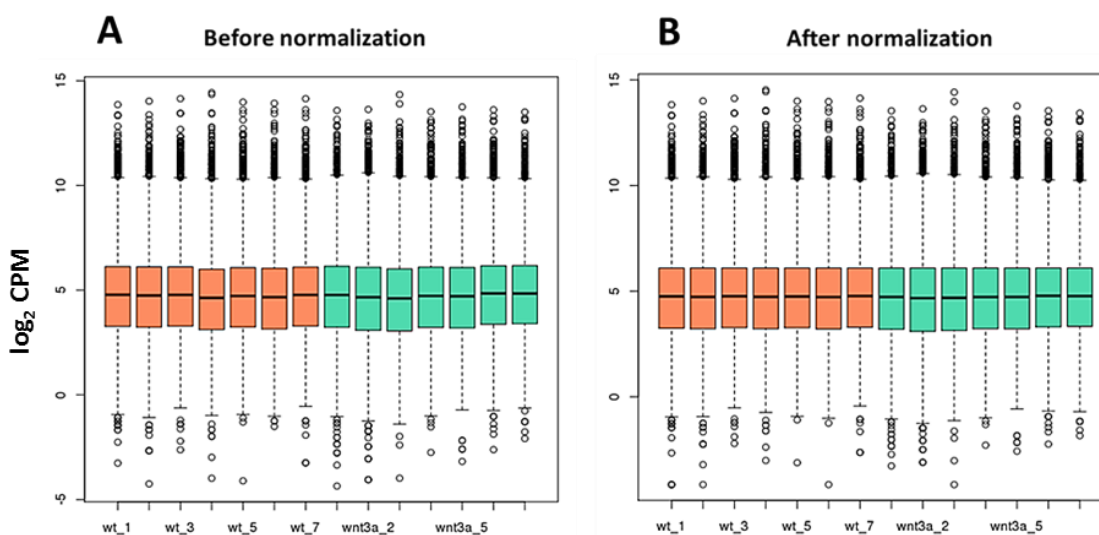 A Before normalization
B After normalization
log₂ CPM
15
10
5
0
-5
wt_1 wt_3 wt_5 wt_7 wnt3a_2 wnt3a_5
15
10
5
0
wt_1 wt_3 wt_5 wt_7 wnt3a_2 wnt3a_5